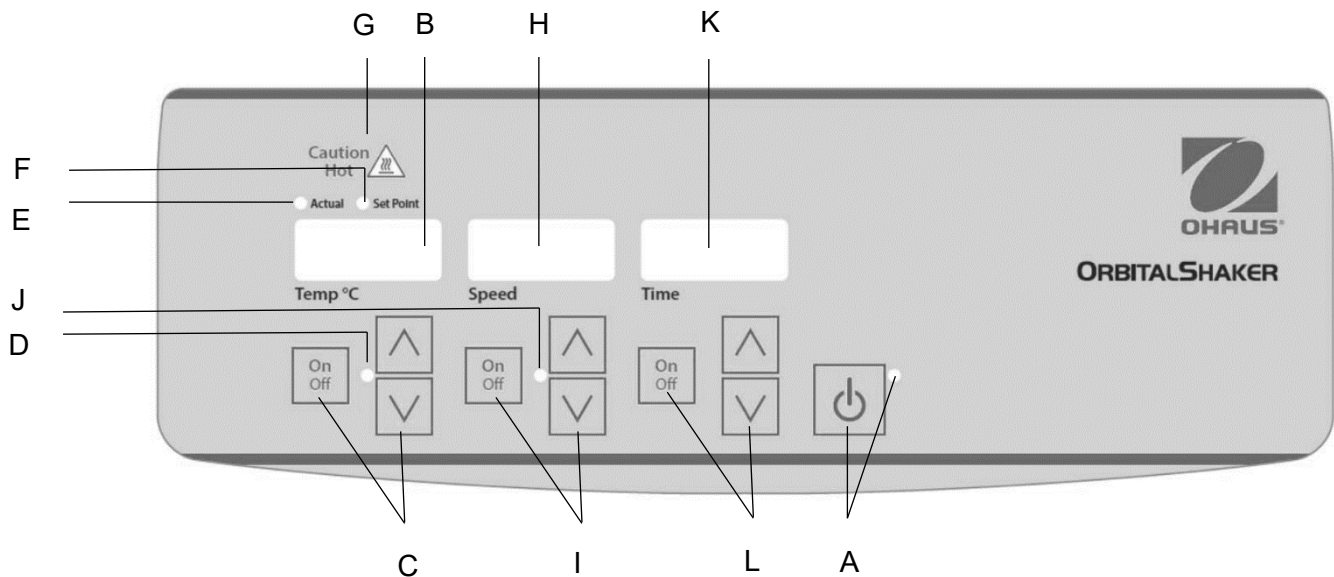 G B H K
Caution
Hot
F
E
Actual Set Point
OHAUS®
ORBITALSHAKER
Temp °C Speed Time
J
D
On
Off
On
Off
On
Off
C I L A